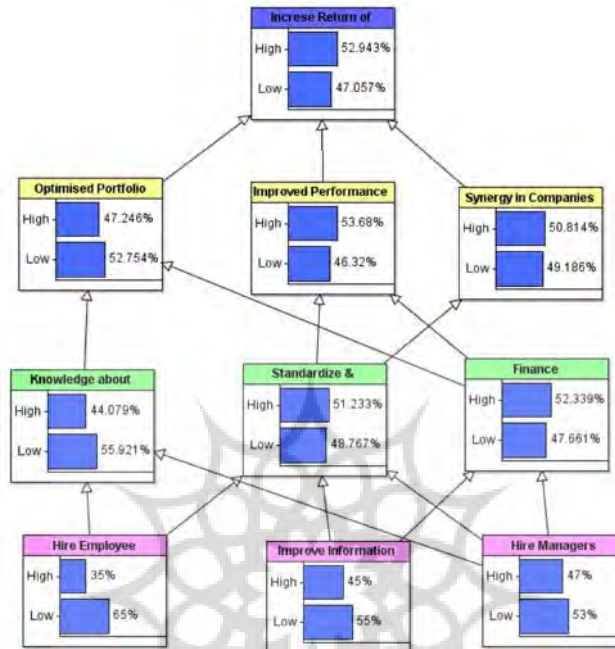 Increse Return of
High 52.943%
Low 47.057%
Optimised Portfolio
High 47.246%
Low 52.754%
Improved Performance
High 53.68%
Low 46.32%
Synergy in Companies
High 50.814%
Low 49.186%
Knowledge about
High 44.079%
Low 55.921%
Standardize &
High 51.233%
Low 48.767%
Finance
High 52.339%
Low 47.661%
Hire Employee
High 35%
Low 65%
Improve Information
High 45%
Low 55%
Hire Managers
High 47%
Low 53%